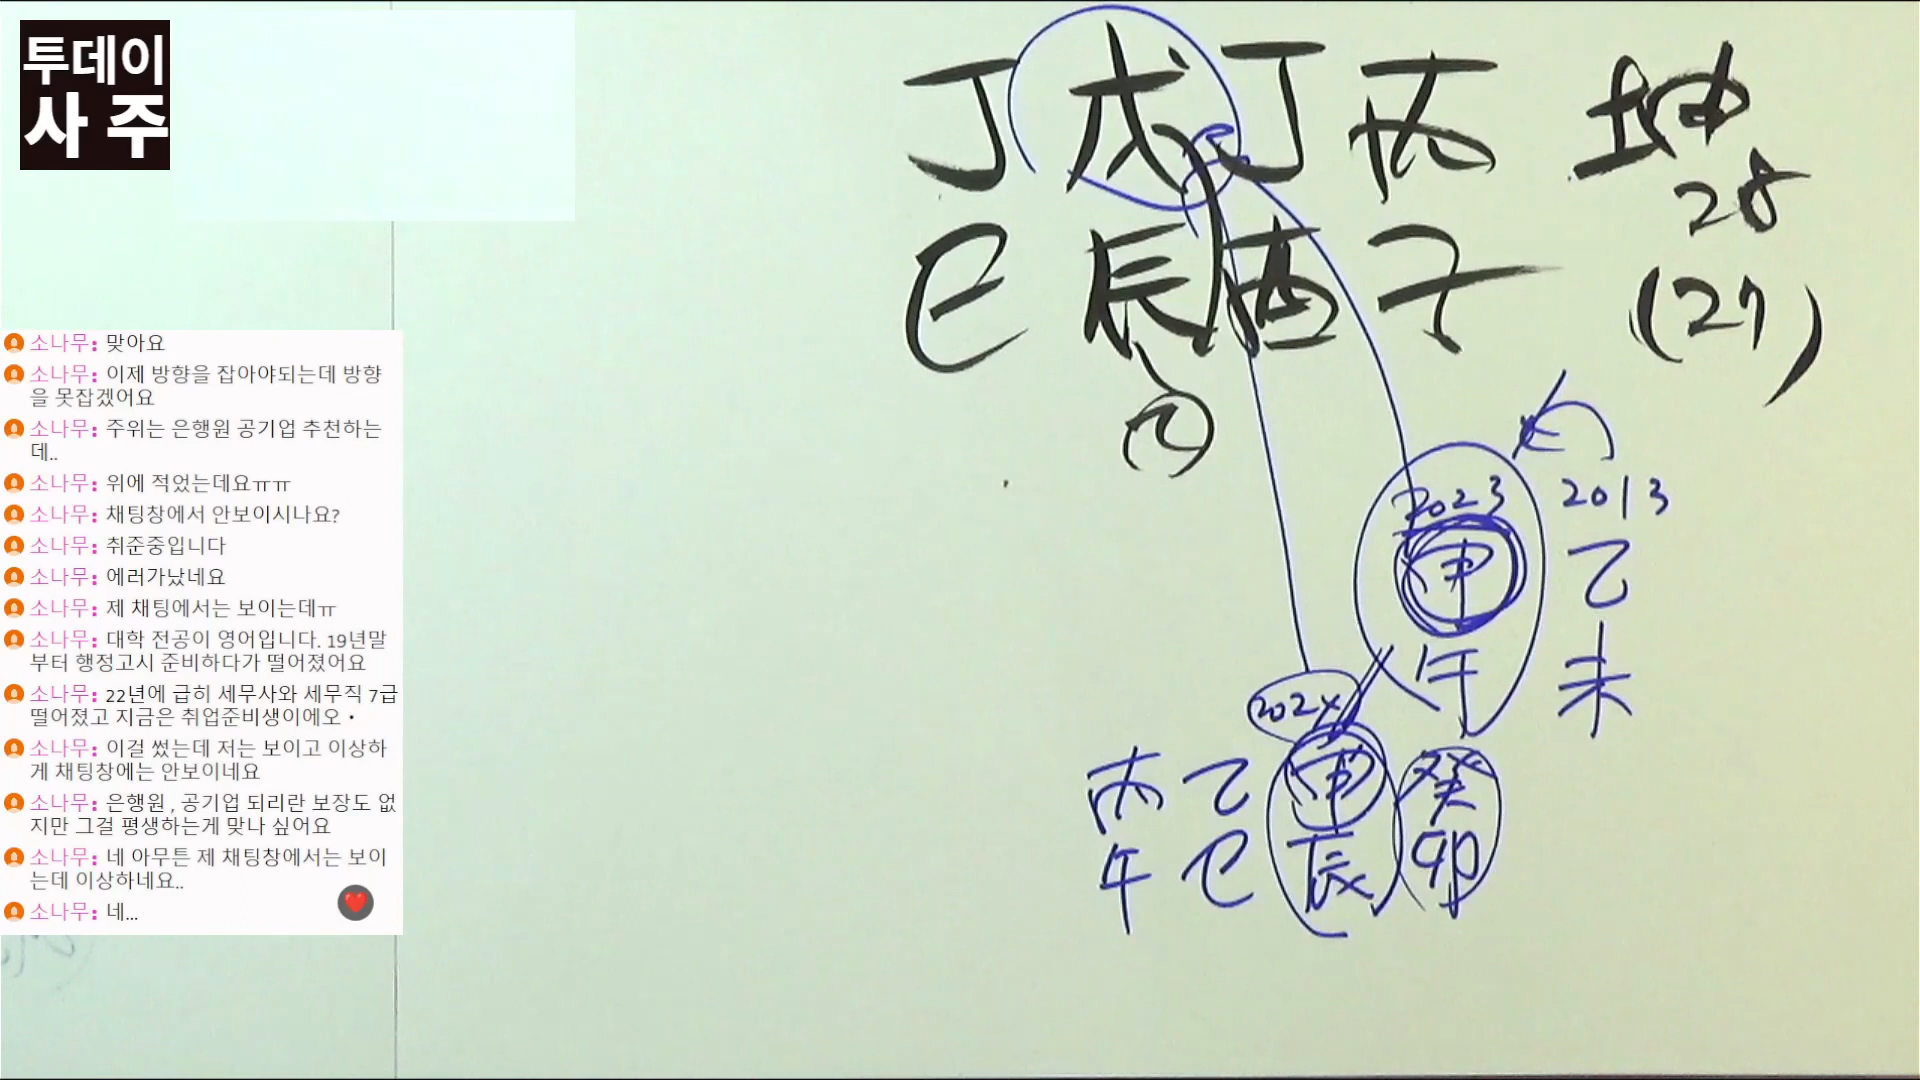 투데이
사주
丁 戊 丁 丙 坤
28
巳 辰 酉 子 (27)
乙
2023 2013
甲 乙
午 未
2024
丙 乙 甲 癸
午 巳 辰 卯
소나무: 맞아요
소나무: 이제 방향을 잡아야되는데 방향
을 못잡겠어요
소나무: 주위는 은행원 공기업 추천하는
데..
소나무: 위에 적었는데요ㅠㅠ
소나무: 채팅창에서 안보이시나요?
소나무: 취준중입니다
소나무: 에러가났네요
소나무: 제 채팅에서는 보이는데ㅠ
소나무: 대학 전공이 영어입니다. 19년말
부터 행정고시 준비하다가 떨어졌어요
소나무: 22년에 급히 세무사와 세무직 7급
떨어졌고 지금은 취업준비생이에오·
소나무: 이걸 썼는데 저는 보이고 이상하
게 채팅창에는 안보이네요
소나무: 은행원 , 공기업 되리란 보장도 없
지만 그걸 평생하는게 맞나 싶어요
소나무: 네 아무튼 제 채팅창에서는 보이
는데 이상하네요..
소나무: 네...